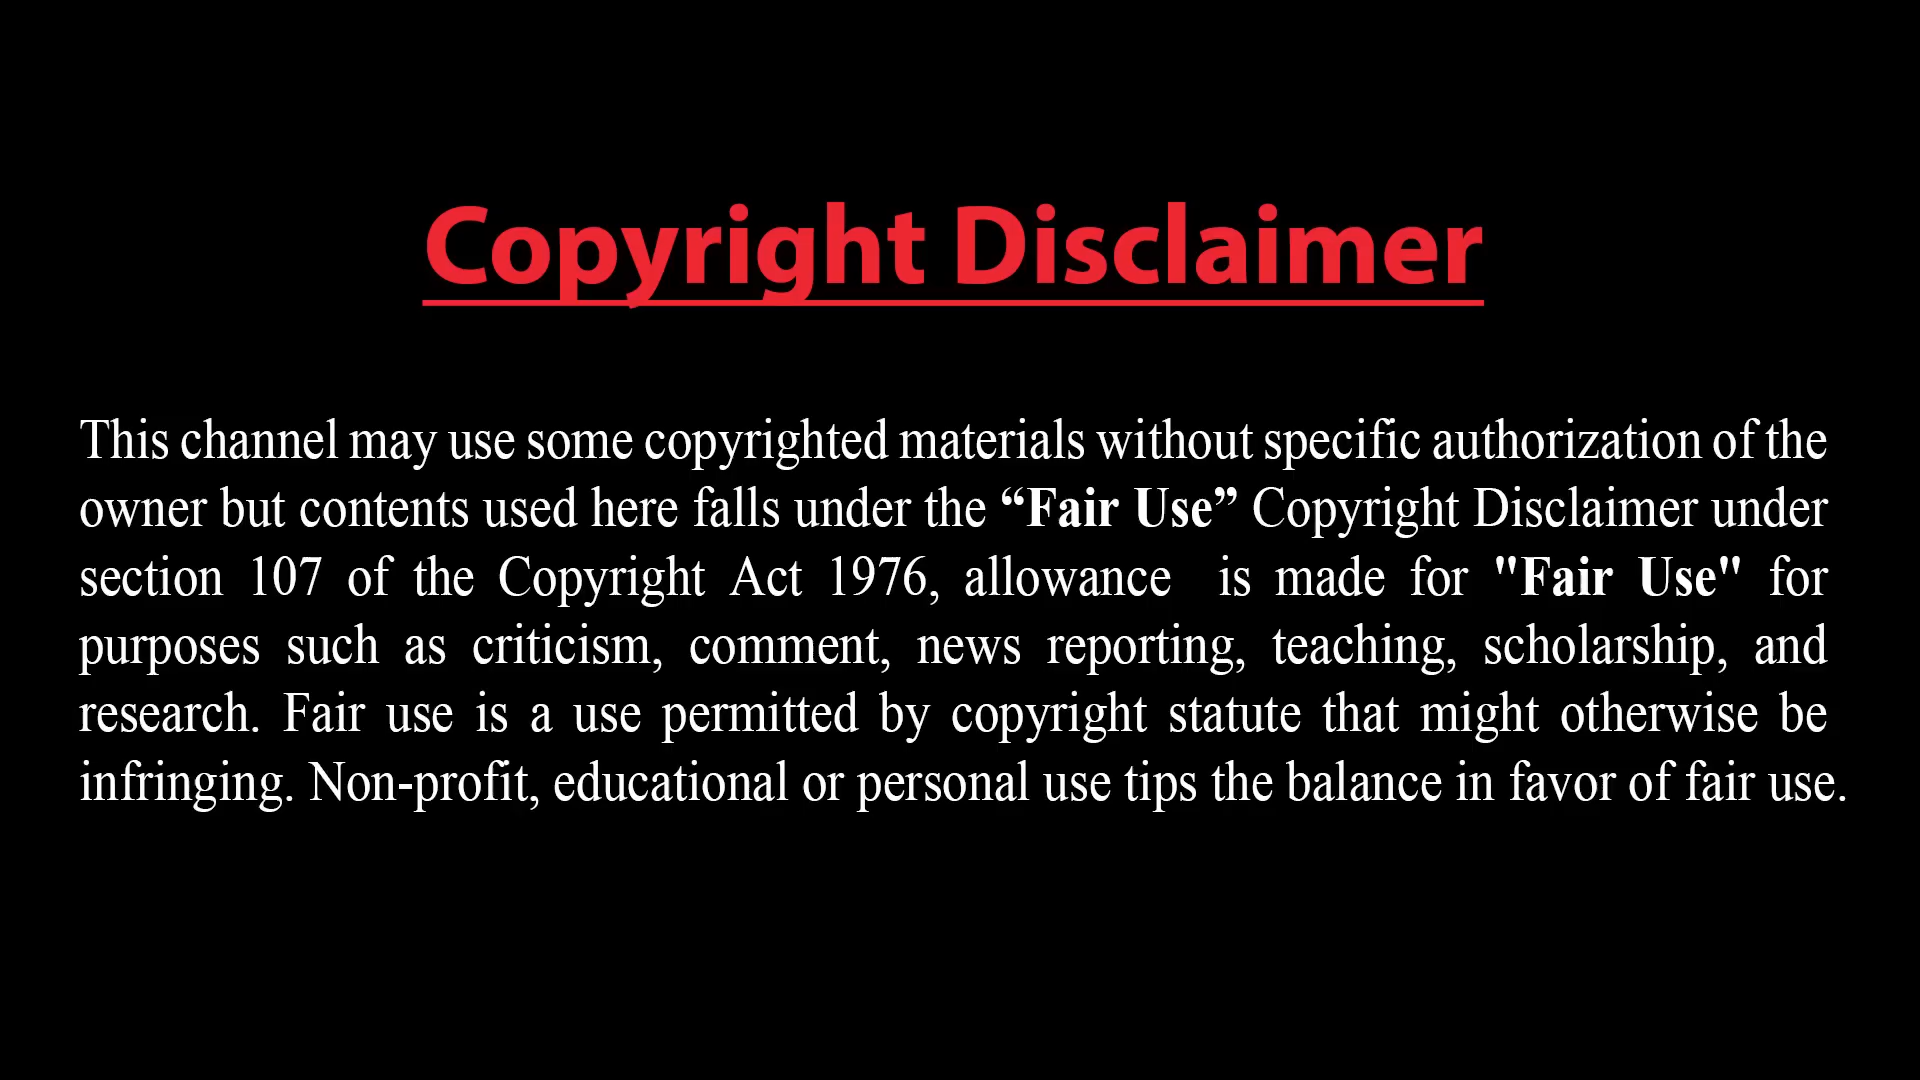 Copyright Disclaimer
This channel may use some copyrighted materials without specific authorization of the
owner but contents used here falls under the “Fair Use” Copyright Disclaimer under
section 107 of the Copyright Act 1976, allowance  is made for "Fair Use" for
purposes such as criticism, comment, news reporting, teaching, scholarship, and
research. Fair use is a use permitted by copyright statute that might otherwise be
infringing. Non-profit, educational or personal use tips the balance in favor of fair use.